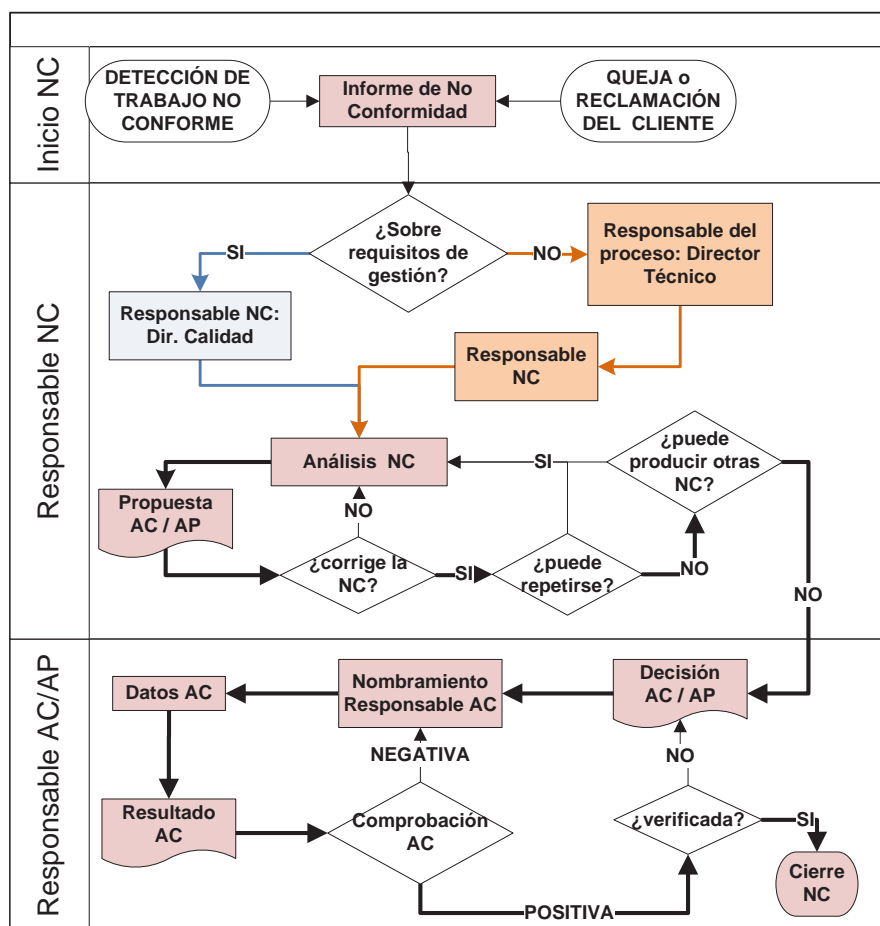 Inicio NC
DETECCIÓN DE
TRABAJO NO
CONFORME
Informe de No
Conformidad
QUEJA o
RECLAMACIÓN
DEL CLIENTE
Responsable NC
¿Sobre
requisitos de
gestión?
SI
NO
Responsable del
proceso: Director
Técnico
Responsable NC:
Dir. Calidad
Responsable
NC
Análisis NC
SI
¿puede
producir otras
NC?
Propuesta
AC / AP
NO
¿corrige la
NC?
SI
¿puede
repetirse?
NO
NO
Responsable AC/AP
Datos AC
Nombramiento
Responsable AC
Decisión
AC / AP
NEGATIVA
NO
Resultado
AC
Comprobación
AC
¿verificada?
SI
Cierre
NC
POSITIVA